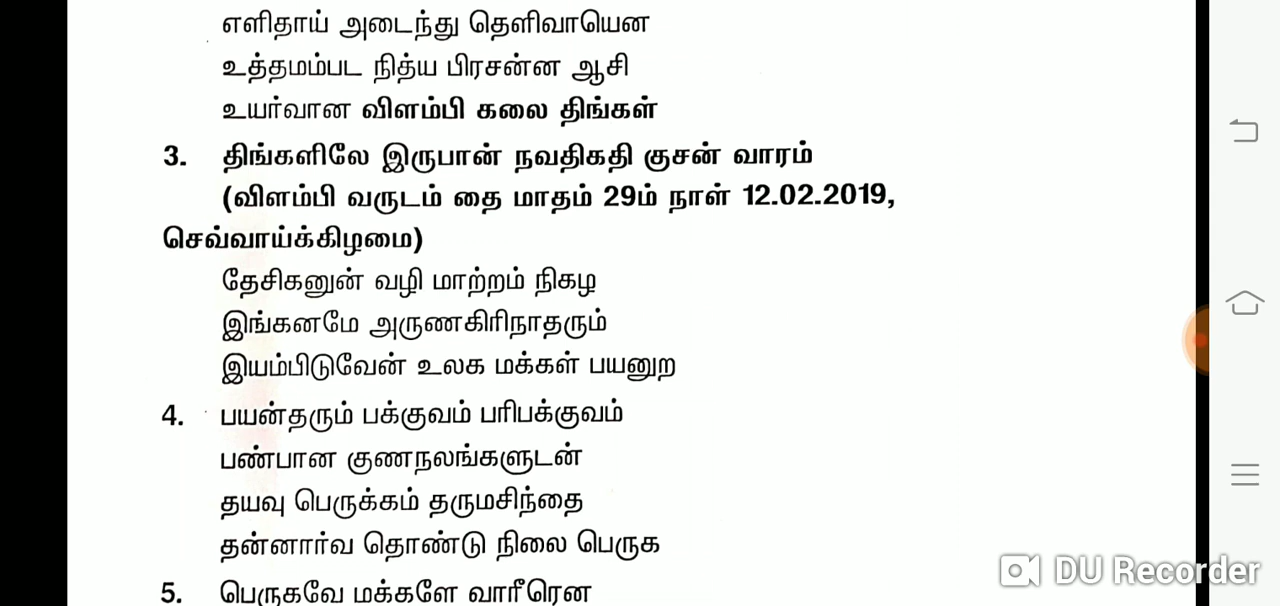 எளிதாய் அடைந்து தெளிவாயென
உத்தமம்பட நித்ய பிரசன்ன ஆசி
உயர்வான விளம்பி கலை திங்கள்
3. திங்களிலே இருபான் நவதிகதி குசன் வாரம்
(விளம்பி வருடம் தை மாதம் 29ம் நாள் 12.02.2019,
செவ்வாய்க்கிழமை)
தேசிகனுன் வழி மாற்றம் நிகழ
இங்கனமே அருணகிரிநாதரும்
இயம்பிடுவேன் உலக மக்கள் பயனுற
4. பயன்தரும் பக்குவம் பரிபக்குவம்
பண்பான குணநலங்களுடன்
தயவு பெருக்கம் தருமசிந்தை
தன்னார்வ தொண்டு நிலை பெருக
5. பெருகவே மக்களே வாரீரென
DU Recorder